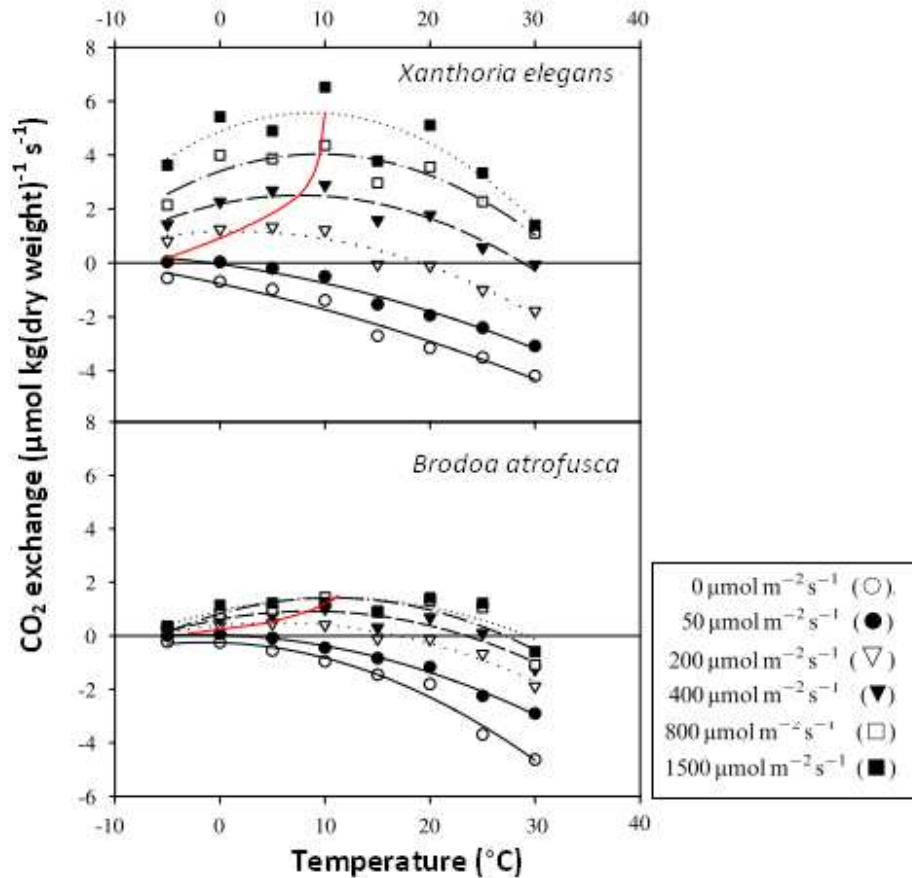 0 10 20 30
-10 40
8
Xanthoria elegans
6
4
2
0
-2
-4
8
Brodoa atrofusca
6
4
2
0
-2
-4
-6
-10 0 10 20 30 40
Temperature (°C)
CO₂ exchange (µmol kg(dry weight)⁻¹ s⁻¹)
0 µmol m⁻² s⁻¹ (○).
50 µmol m⁻² s⁻¹ (●)
200 µmol m⁻² s⁻¹ (▽)
400 µmol m⁻² s⁻¹ (▼)
800 µmol m⁻² s⁻¹ (□)
1500 µmol m⁻² s⁻¹ (■)